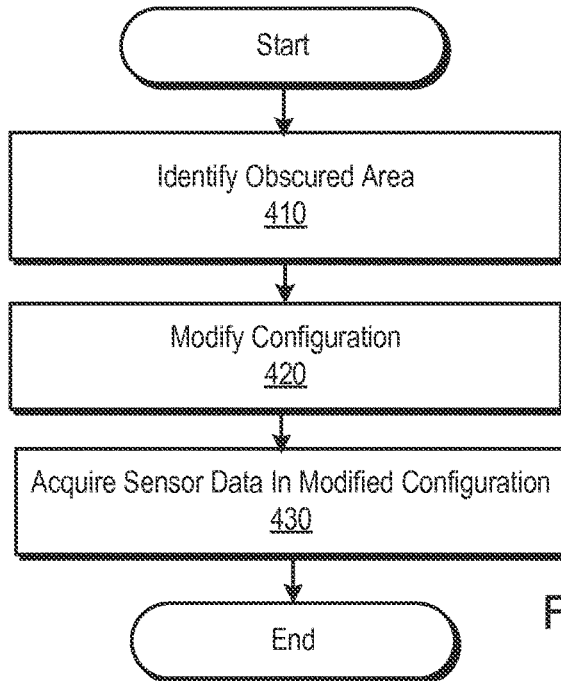 Start
Identify Obscured Area
410
Modify Configuration
420
Acquire Sensor Data In Modified Configuration
430
End
F